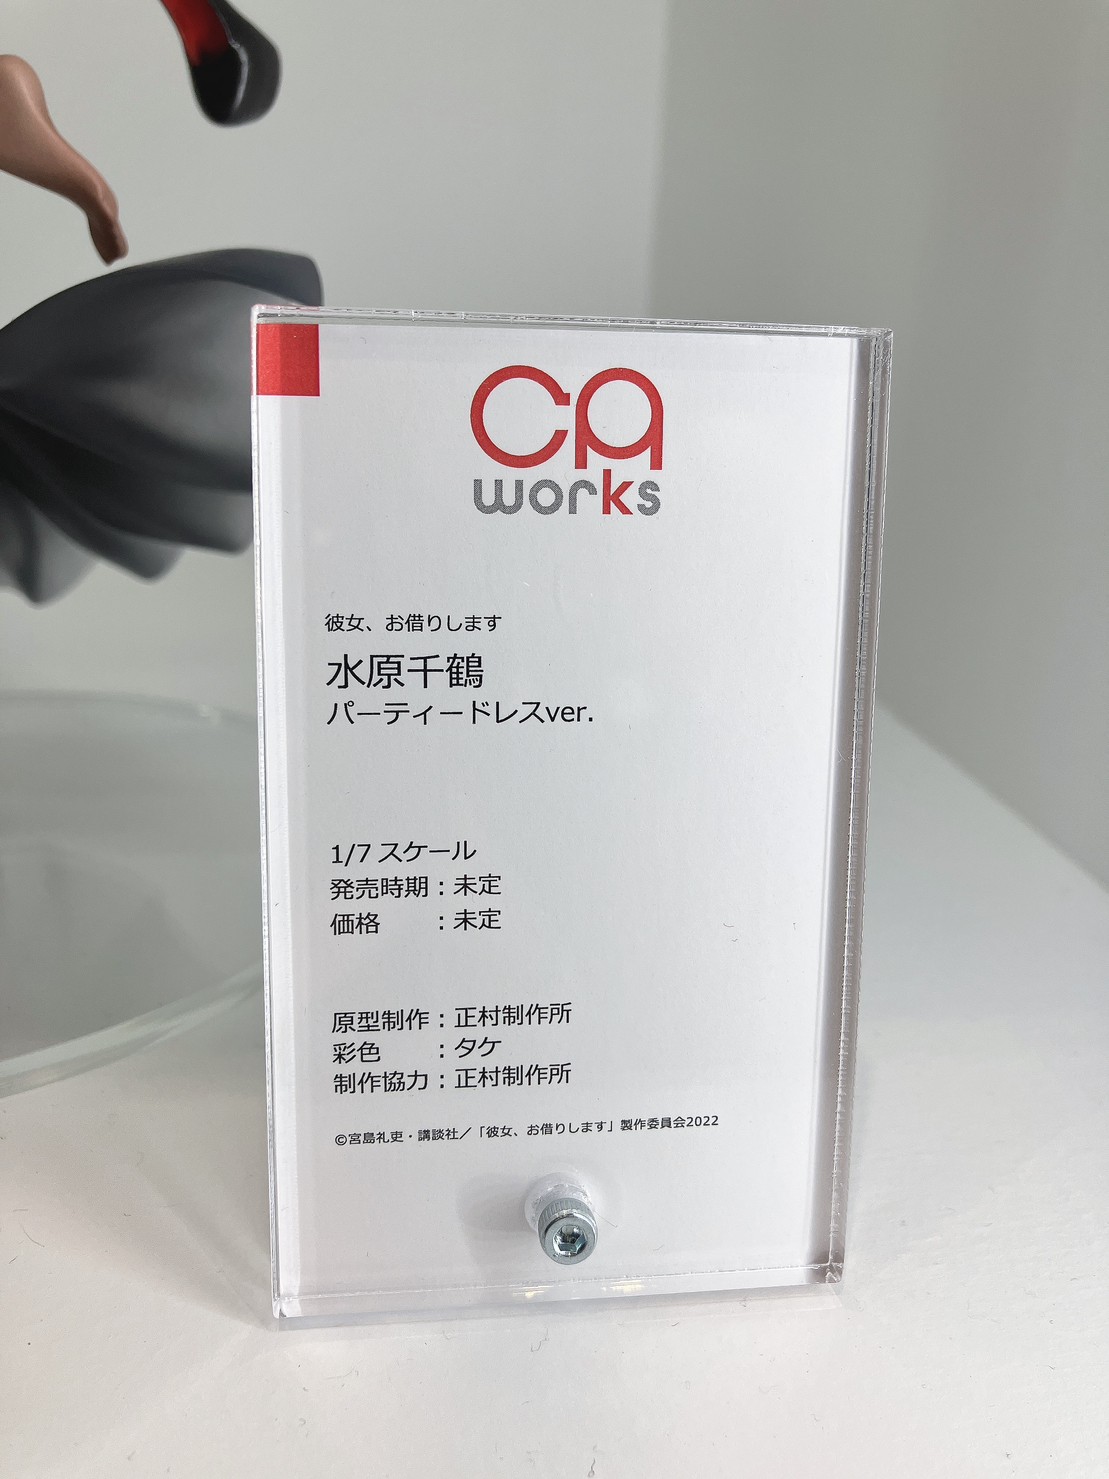 CA
works
彼女、お借りします
水原千鶴
パーティードレスver.
1/7 スケール
発売時期：未定
価格　　：未定
原型制作：正村制作所
彩色　　：タケ
制作協力：正村制作所
©宮島礼吏・講談社／「彼女、お借りします」製作委員会2022